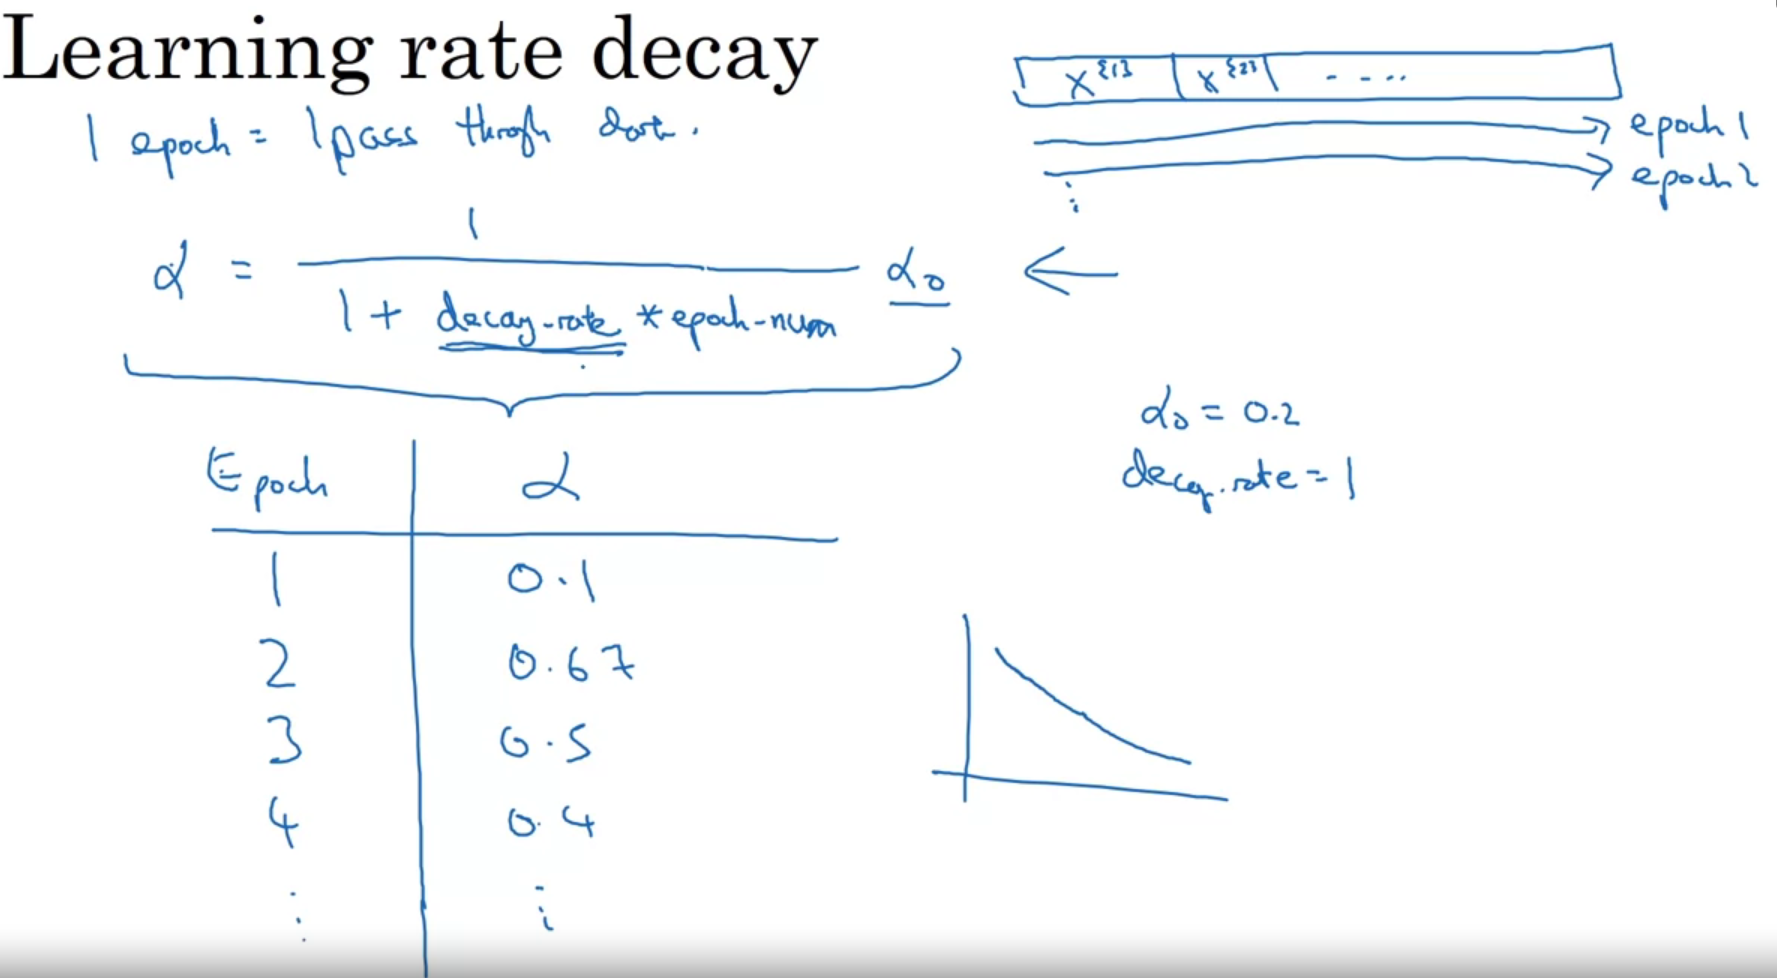 Learning rate decay
1 epoch = 1 pass through data.
X^{1} X^{2} - - - ..
epoch 1
epoch 2
⋮
α = 1 / (1 + decay-rate * epoch-num) α₀ ←
α₀ = 0.2
decay-rate = 1
Epoch | α
1 | 0.1
2 | 0.67
3 | 0.5
4 | 0.4
⋮ | ⋮